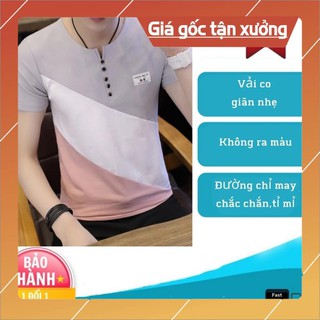 Giá gốc tận xưởng
Vải co
giãn nhẹ
Không ra màu
Đường chỉ may
chắc chắn,tỉ mỉ
BẢO
HÀNH
1 ĐỔI 1
Fast